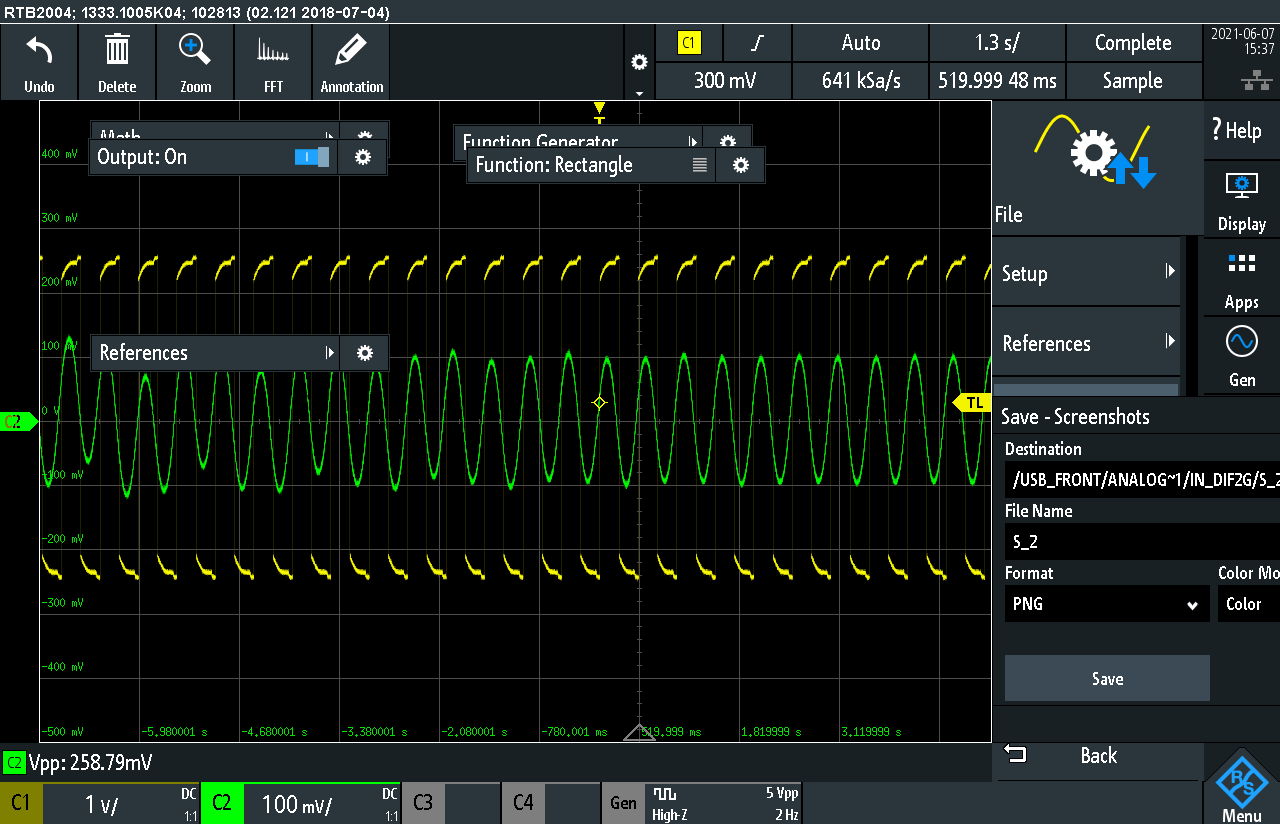 RTB2004; 1333.1005K04; 102813 (02.121 2018-07-04)
Undo
Delete
Zoom
FFT
Annotation
C1
Auto
1.3 s/
Complete
300 mV
641 kSa/s
519.999 48 ms
Sample
2021-06-07
15:37
Math
Output: On
Function Generator
Function: Rectangle
References
400 mV
300 mV
200 mV
100 mV
0 V
-100 mV
-200 mV
-300 mV
-400 mV
-500 mV
C2
TL
-5,980001 s
-4,680001 s
-3,380001 s
-2,080001 s
-780,001 ms
519,999 ms
1,819999 s
3,119999 s
File
Setup
References
? Help
Display
Apps
Gen
Save - Screenshots
Destination
/USB_FRONT/ANALOG~1/IN_DIF2G/S_2
File Name
S_2
Format
Color Mo
PNG
Color
Save
Back
R&S
Menu
C2 Vpp: 258.79mV
C1
1 V/
DC
1:1
C2
100 mV/
DC
1:1
C3
C4
Gen
High-Z
5 Vpp
2 Hz